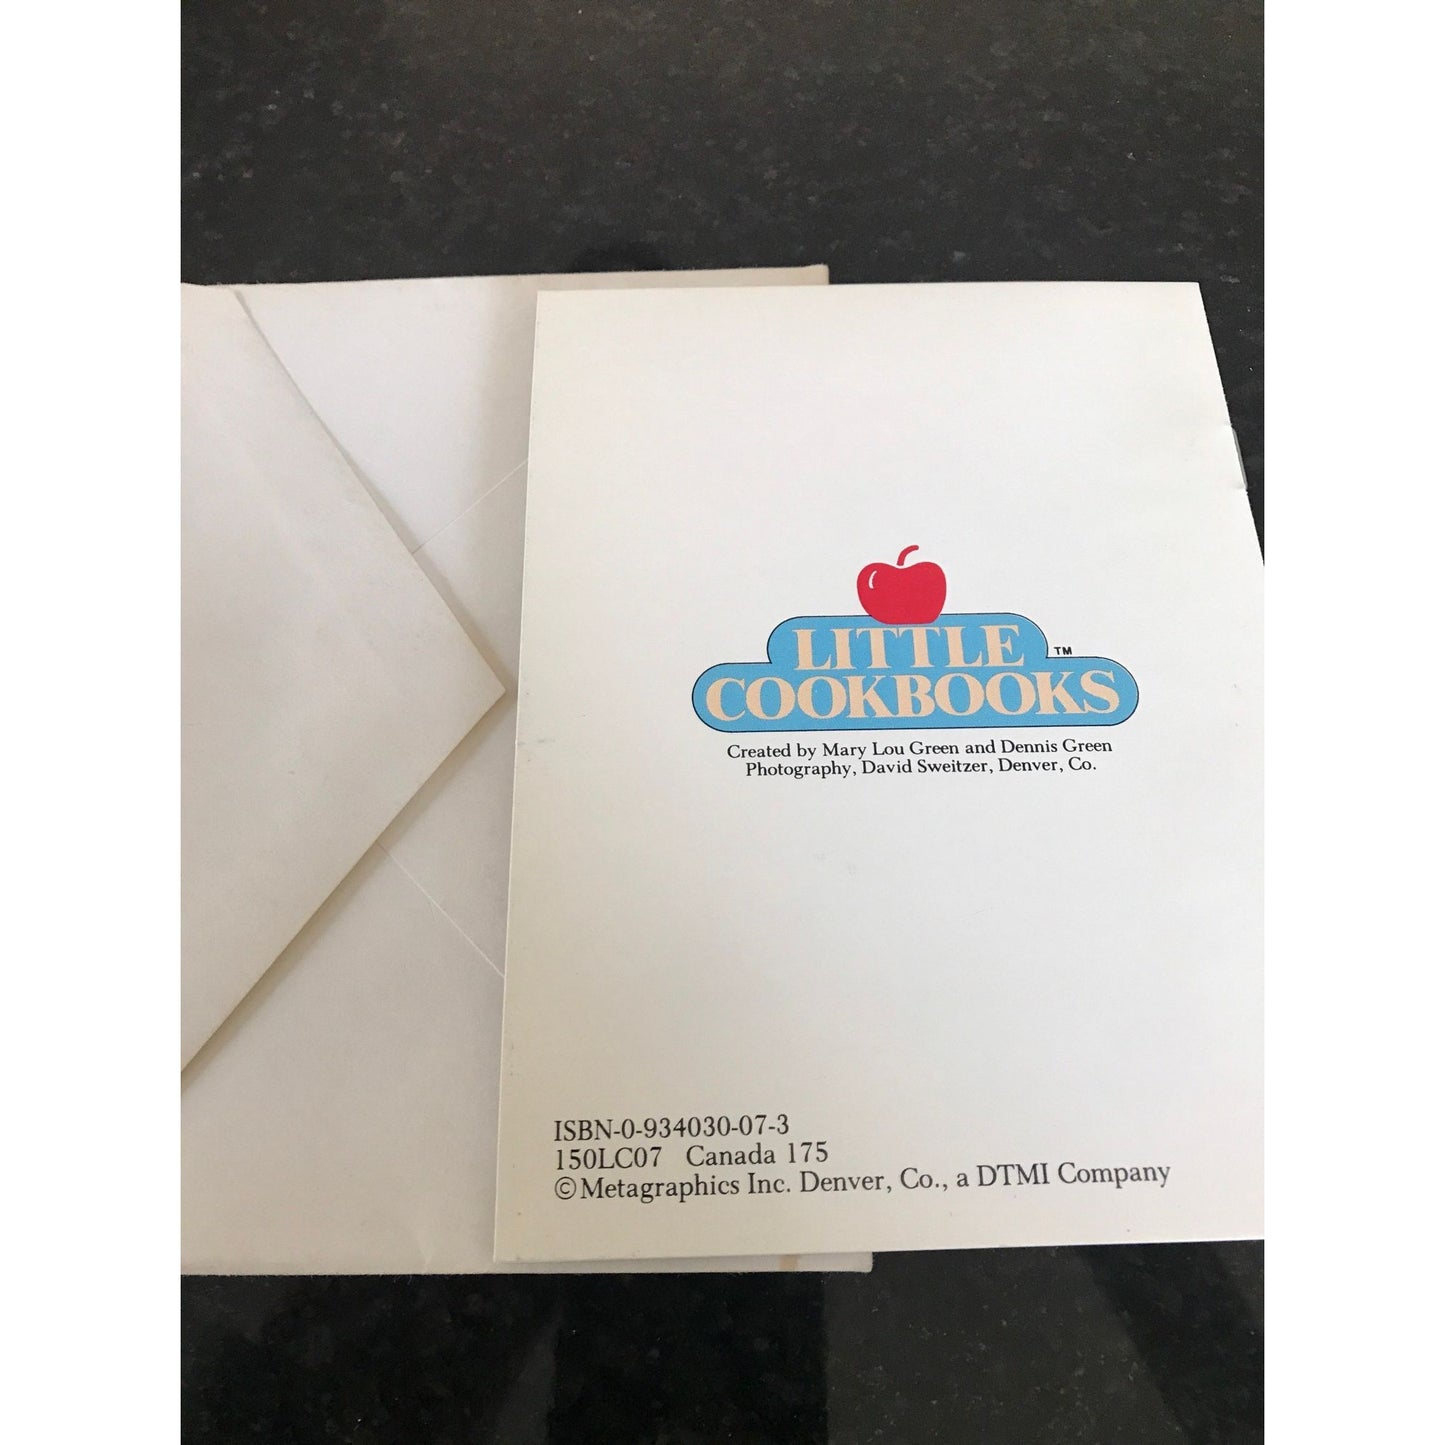 LITTLE ™
COOKBOOKS
Created by Mary Lou Green and Dennis Green
Photography, David Sweitzer, Denver, Co.
ISBN-0-934030-07-3
150LC07 Canada 175
©Metagraphics Inc. Denver, Co., a DTMI Company